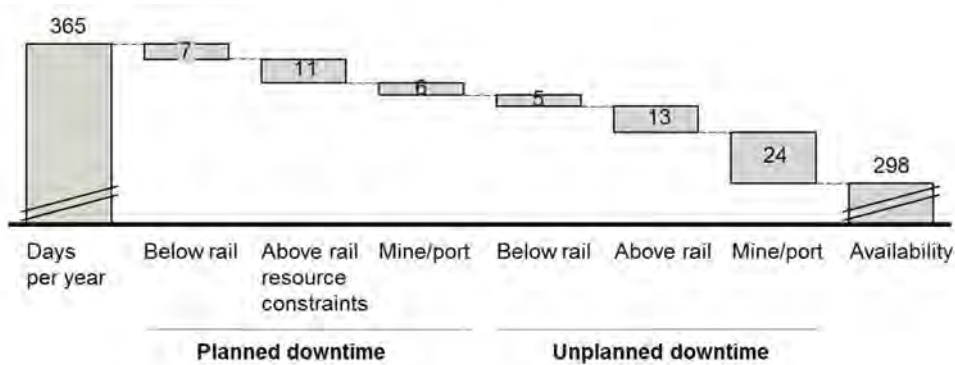 365
7
11
6
5
13
24
298
Days
per year
Below rail
Above rail
resource
constraints
Mine/port
Below rail
Above rail
Mine/port
Availability
Planned downtime
Unplanned downtime